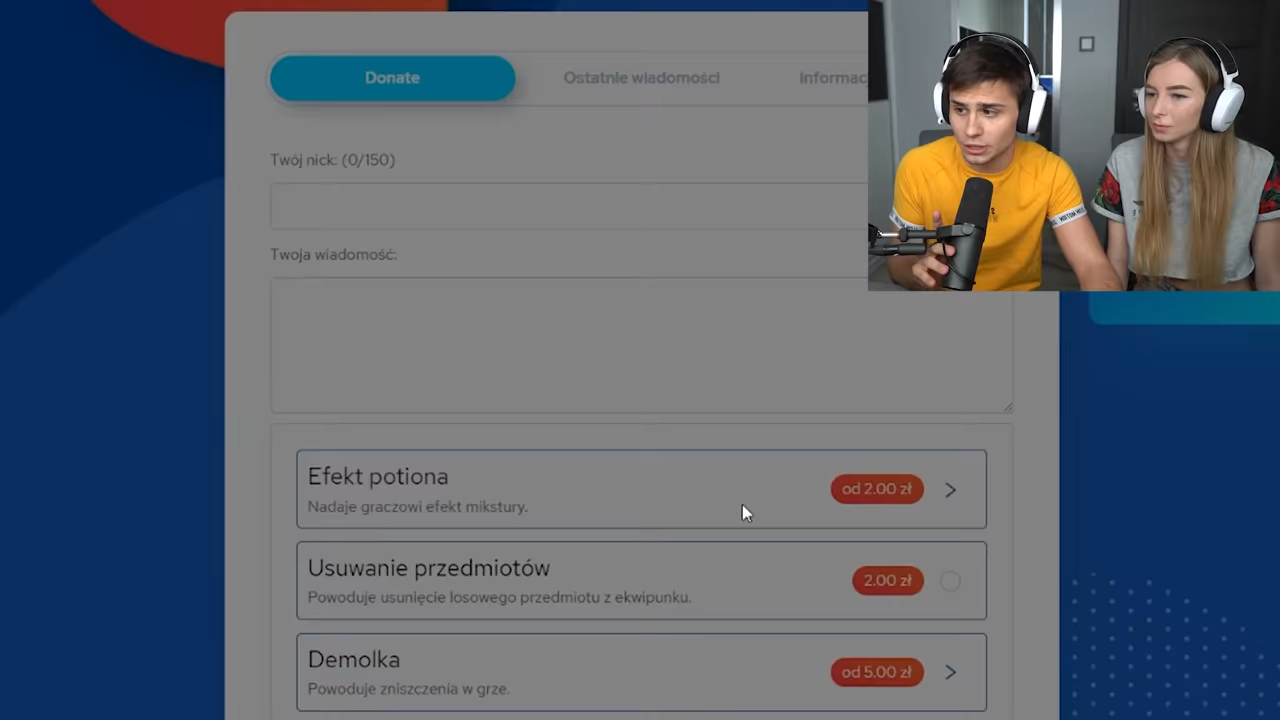 Donate
Ostatnie wiadomości
Informac
Twój nick: (0/150)
Twoja wiadomość:
Efekt potiona
Nadaje graczowi efekt mikstury.
od 2.00 zł
Usuwanie przedmiotów
Powoduje usunięcie losowego przedmiotu z ekwipunku.
2.00 zł
Demolka
Powoduje zniszczenia w grze.
od 5.00 zł